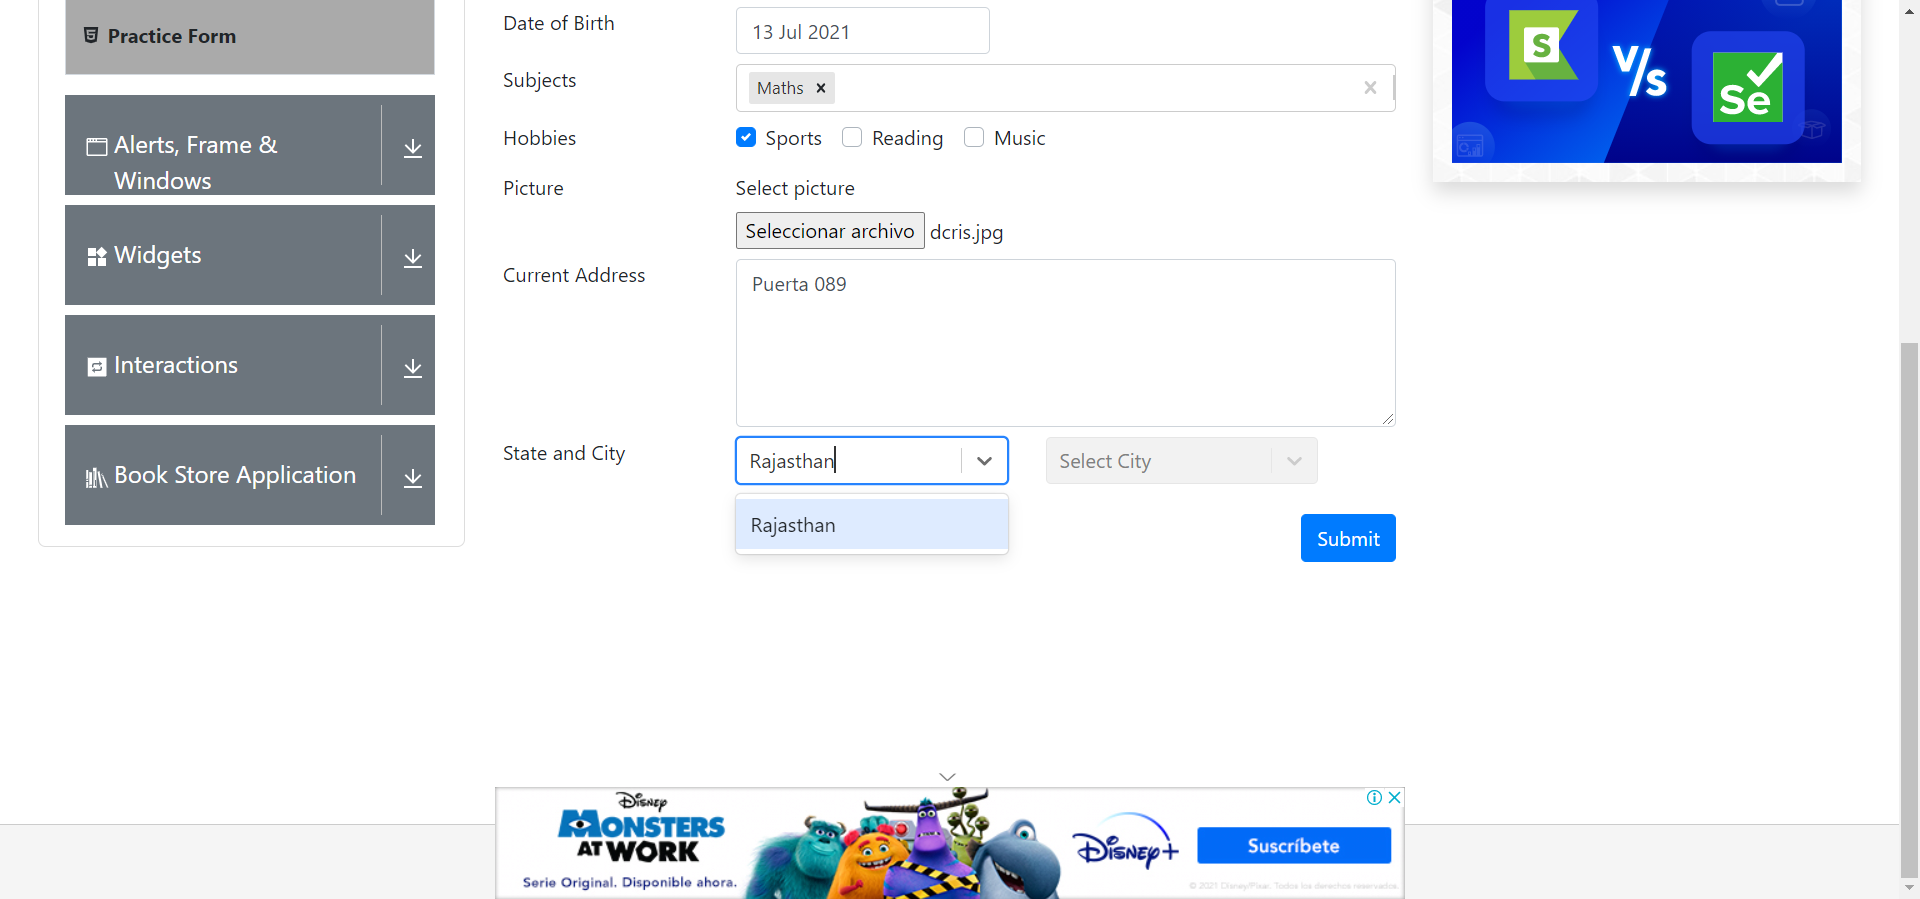 Practice Form
Alerts, Frame &
Windows
Widgets
Interactions
Book Store Application
Date of Birth
13 Jul 2021
Subjects
Maths
Hobbies
Sports
Reading
Music
Picture
Select picture
Seleccionar archivo dcris.jpg
Current Address
Puerta 089
State and City
Rajasthan
Select City
Rajasthan
Submit
S
V/s
Se
Disney
MONSTERS
AT WORK
Serie Original. Disponible ahora.
Disney+
Suscríbete
© 2021 Disney/Pixar. Todos los derechos reservados.